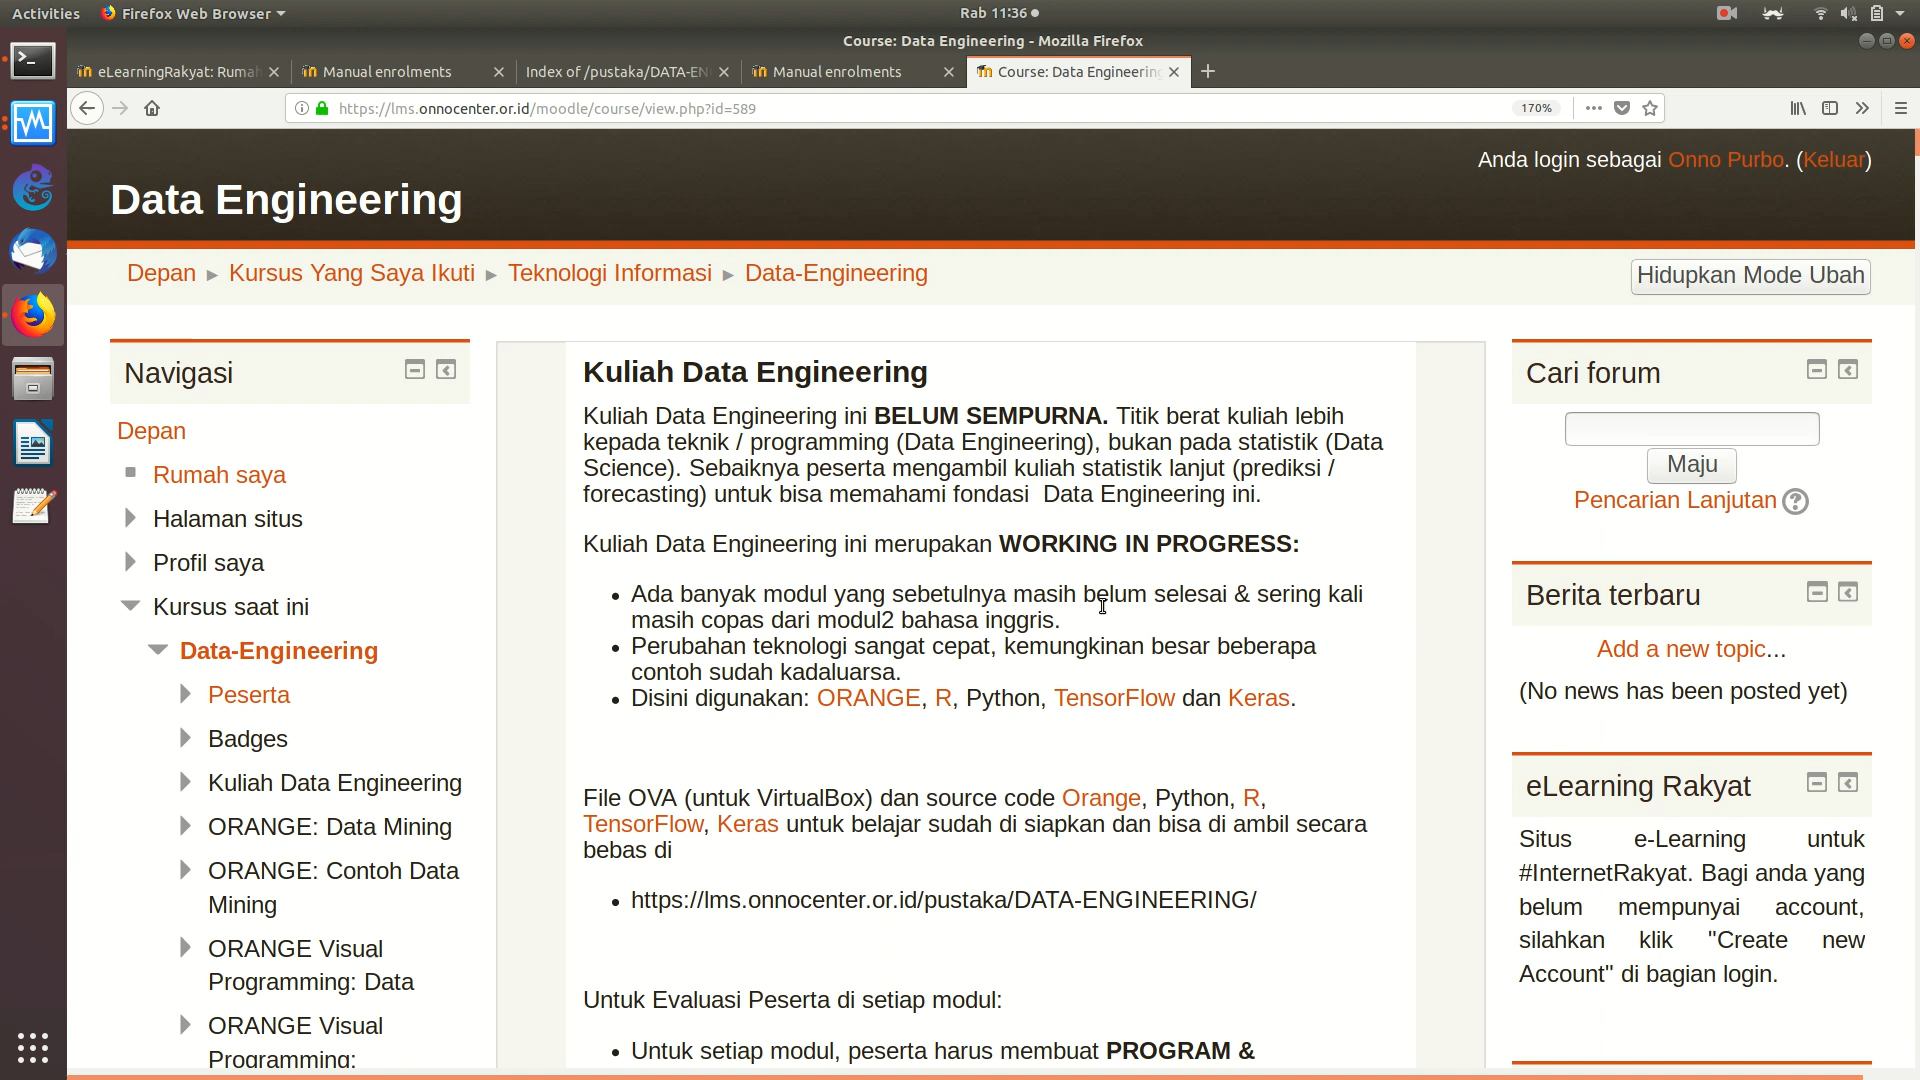 Activities
Firefox Web Browser
Rab 11:36
Course: Data Engineering - Mozilla Firefox
eLearningRakyat: Rumah
Manual enrolments
Index of /pustaka/DATA-EN
Manual enrolments
Course: Data Engineering
https://lms.onnocenter.or.id/moodle/course/view.php?id=589
170%
Anda login sebagai Onno Purbo. (Keluar)
Data Engineering
Depan ► Kursus Yang Saya Ikuti ► Teknologi Informasi ► Data-Engineering
Hidupkan Mode Ubah
Navigasi
Depan
Rumah saya
Halaman situs
Profil saya
Kursus saat ini
Data-Engineering
Peserta
Badges
Kuliah Data Engineering
ORANGE: Data Mining
ORANGE: Contoh Data
Mining
ORANGE Visual
Programming: Data
ORANGE Visual
Programming:
Kuliah Data Engineering
Kuliah Data Engineering ini BELUM SEMPURNA. Titik berat kuliah lebih
kepada teknik / programming (Data Engineering), bukan pada statistik (Data
Science). Sebaiknya peserta mengambil kuliah statistik lanjut (prediksi /
forecasting) untuk bisa memahami fondasi Data Engineering ini.
Kuliah Data Engineering ini merupakan WORKING IN PROGRESS:
• Ada banyak modul yang sebetulnya masih belum selesai & sering kali
masih copas dari modul2 bahasa inggris.
• Perubahan teknologi sangat cepat, kemungkinan besar beberapa
contoh sudah kadaluarsa.
• Disini digunakan: ORANGE, R, Python, TensorFlow dan Keras.
File OVA (untuk VirtualBox) dan source code Orange, Python, R,
TensorFlow, Keras untuk belajar sudah di siapkan dan bisa di ambil secara
bebas di
• https://lms.onnocenter.or.id/pustaka/DATA-ENGINEERING/
Untuk Evaluasi Peserta di setiap modul:
• Untuk setiap modul, peserta harus membuat PROGRAM &
Cari forum
Maju
Pencarian Lanjutan ?
Berita terbaru
Add a new topic...
(No news has been posted yet)
eLearning Rakyat
Situs e-Learning untuk
#InternetRakyat. Bagi anda yang
belum mempunyai account,
silahkan klik "Create new
Account" di bagian login.